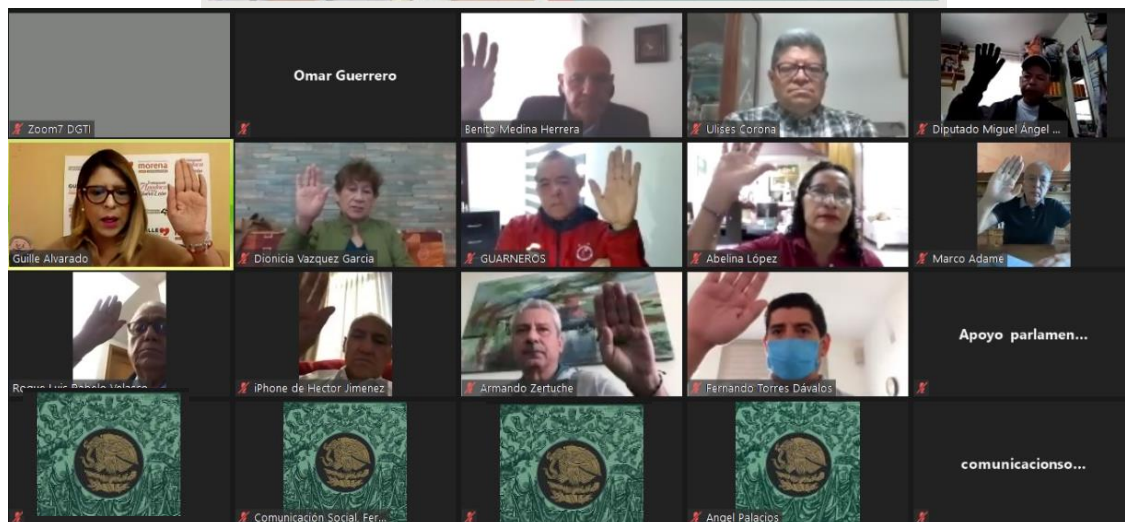 Zoom7 DGTI
Omar Guerrero
Benito Medina Herrera
Ulises Corona
Diputado Miguel Ángel ...
morena
Guille Alvarado
Dionicia Vazquez Garcia
GUARNEROS
Abelina López
Marco Adame
iPhone de Hector Jimenez
Armando Zertuche
Fernando Torres Dávalos
Apoyo parlamen...
Comunicación Social. Fer...
Angel Palacios
comunicacionso...